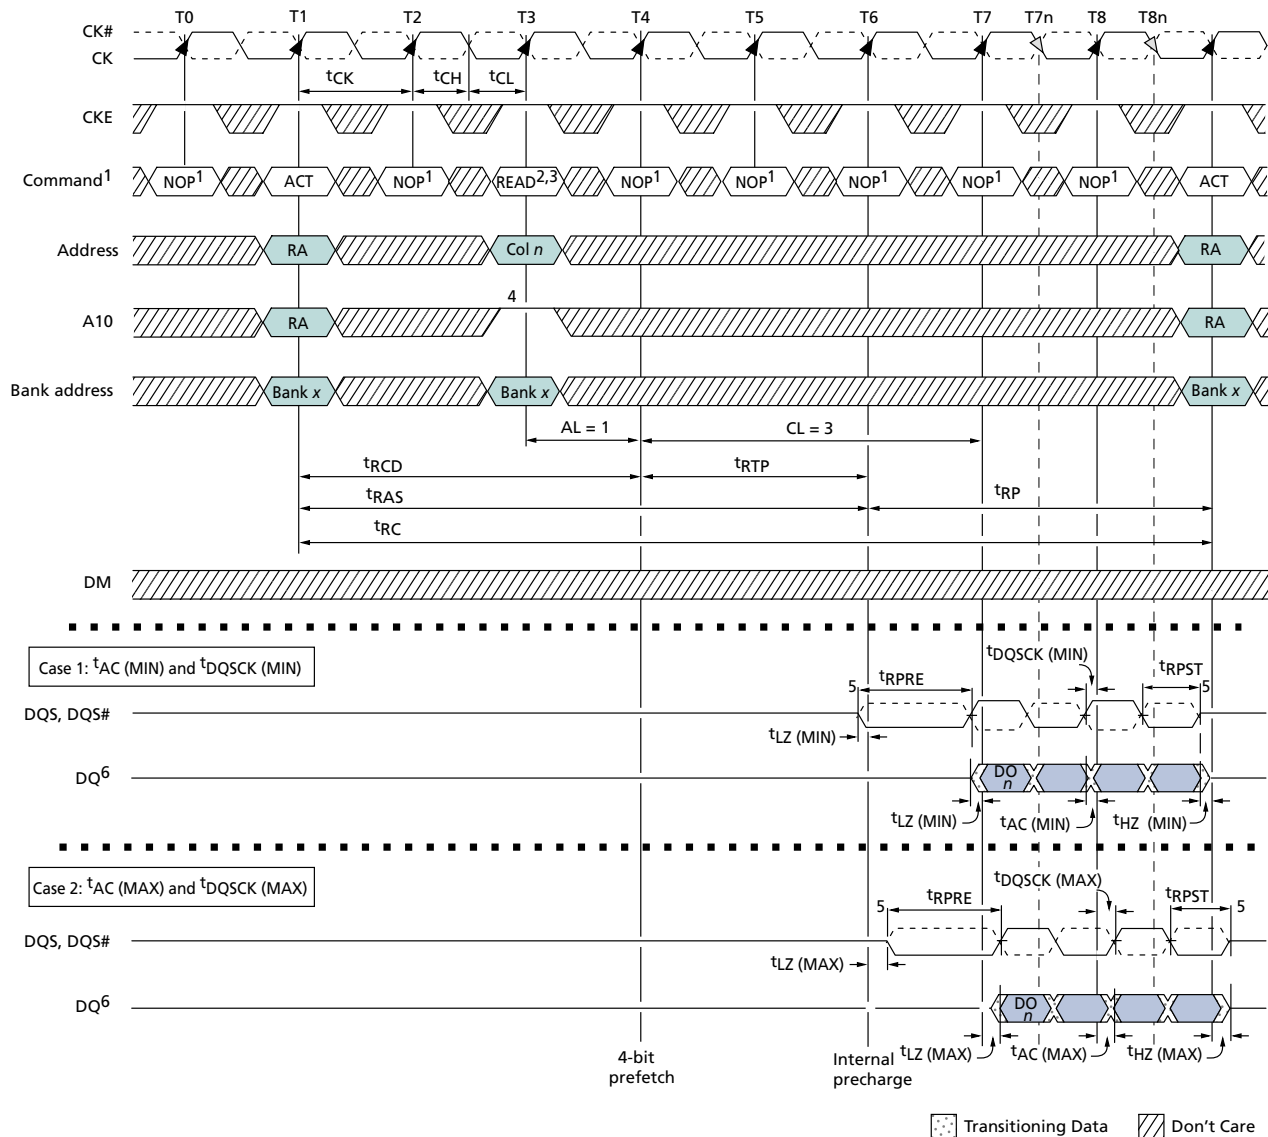 T0 T1 T2 T3 T4 T5 T6 T7 T7n T8 T8n
CK#
CK
tCK tCH tCL
CKE
Command1 NOP1 ACT NOP1 READ2,3 NOP1 NOP1 NOP1 NOP1 NOP1 ACT
Address RA Col n RA
4
A10 RA RA
Bank address Bank x Bank x Bank x
AL = 1 CL = 3
tRCD tRTP
tRAS tRP
tRC
DM
Case 1: tAC (MIN) and tDQSCK (MIN)
tDQSCK (MIN)
5 tRPRE tRPST 5
DQS, DQS#
tLZ (MIN)
DQ6 DO
n
tLZ (MIN) tAC (MIN) tHZ (MIN)
Case 2: tAC (MAX) and tDQSCK (MAX)
tDQSCK (MAX)
5 tRPRE tRPST 5
DQS, DQS#
tLZ (MAX)
DQ6 DO
n
tLZ (MAX) tAC (MAX) tHZ (MAX)
4-bit
prefetch
Internal
precharge
Transitioning Data Don't Care